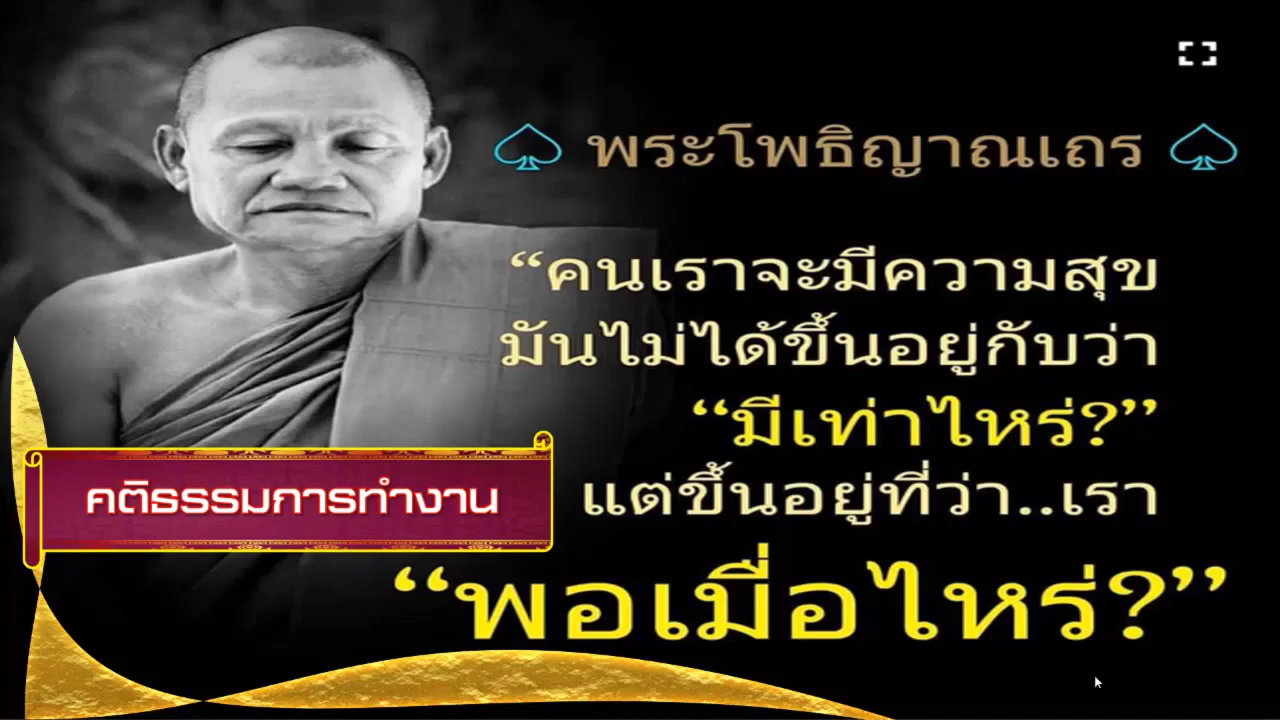 พระโพธิญาณเถร
“คนเราจะมีความสุข
มันไม่ได้ขึ้นอยู่กับว่า
“มีเท่าไหร่?”
แต่ขึ้นอยู่ที่ว่า..เรา
“พอเมื่อไหร่?”
คติธรรมการทำงาน